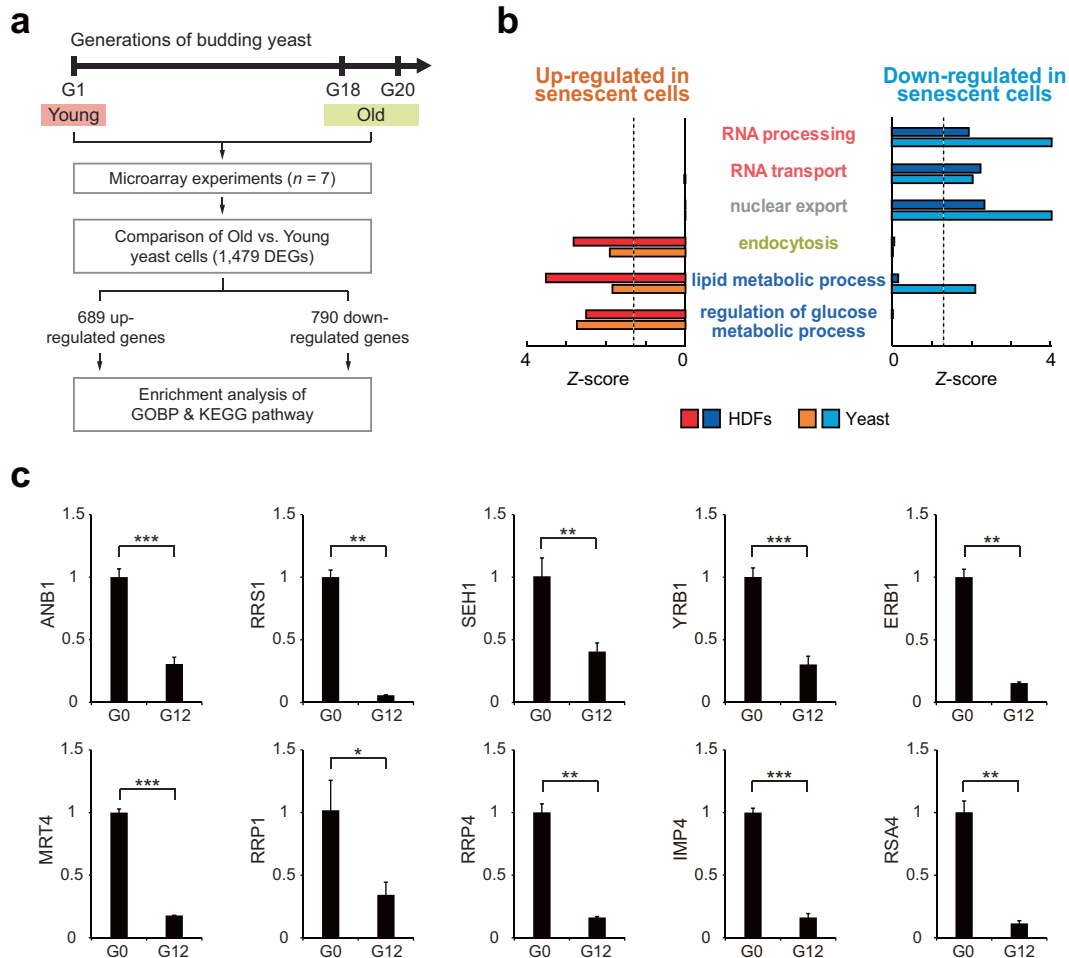 a
Generations of budding yeast
G1
G18
G20
Young
Old
Microarray experiments (n = 7)
Comparison of Old vs. Young
yeast cells (1,479 DEGs)
689 up-
regulated genes
790 down-
regulated genes
Enrichment analysis of
GOBP & KEGG pathway
b
Up-regulated in
senescent cells
Down-regulated in
senescent cells
RNA processing
RNA transport
nuclear export
endocytosis
lipid metabolic process
regulation of glucose
metabolic process
4
0
Z-score
0
4
Z-score
HDFs
Yeast
c
ANB1
1.5
1
0.5
0
***
G0
G12
RRS1
1.5
1
0.5
0
**
G0
G12
SEH1
1.5
1
0.5
0
**
G0
G12
YRB1
1.5
1
0.5
0
***
G0
G12
ERB1
1.5
1
0.5
0
**
G0
G12
MRT4
1.5
1
0.5
0
***
G0
G12
RRP1
1.5
1
0.5
0
*
G0
G12
RRP4
1.5
1
0.5
0
**
G0
G12
IMP4
1.5
1
0.5
0
***
G0
G12
RSA4
1.5
1
0.5
0
**
G0
G12